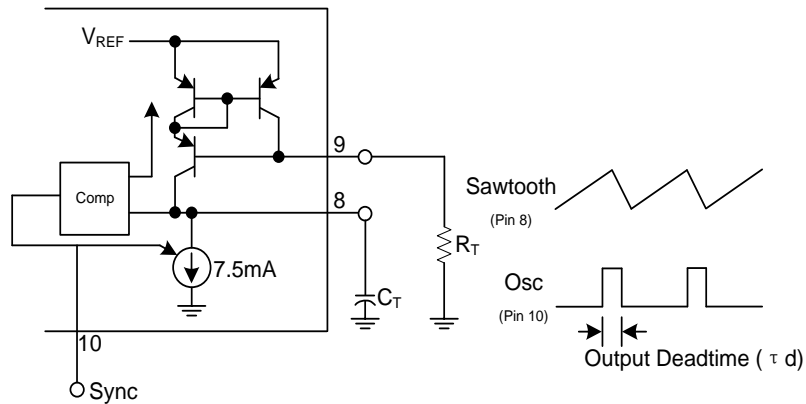 VREF
9
Comp
8
7.5mA
RT
CT
10
Sync
Sawtooth
(Pin 8)
Osc
(Pin 10)
Output Deadtime ( τ d)